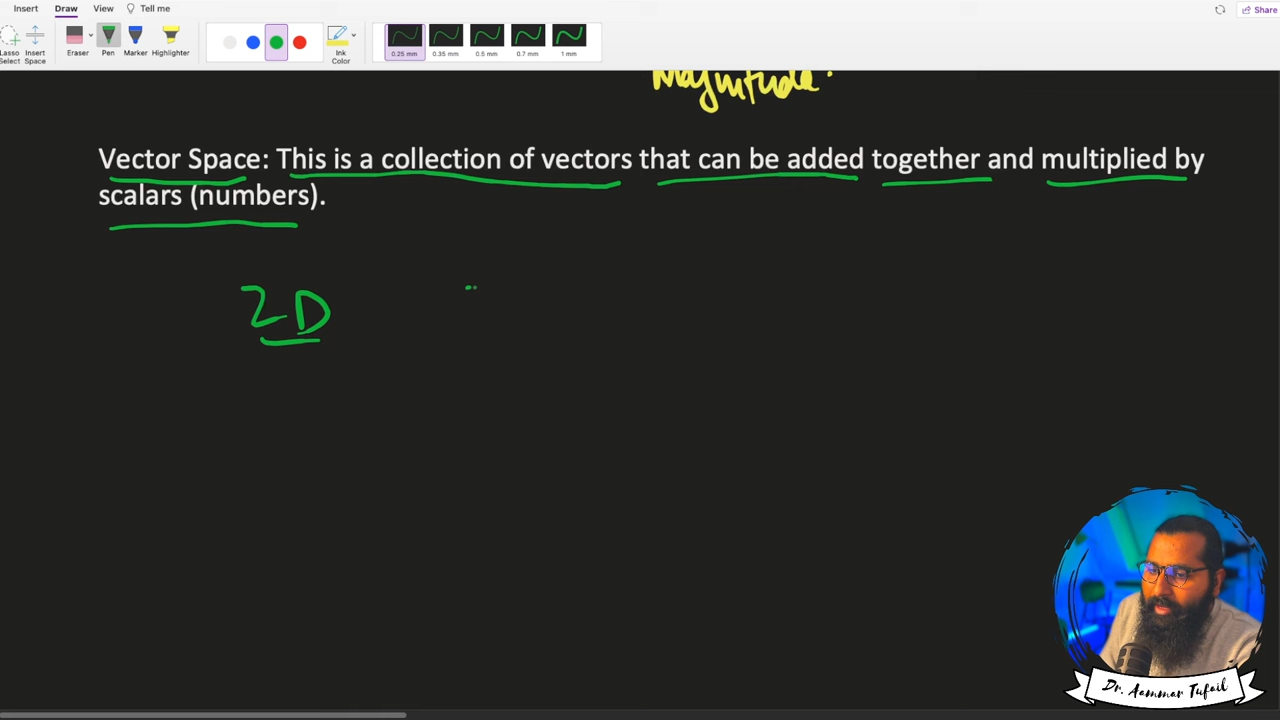 Insert Draw View Tell me
Share
Lasso Select
Insert Space
Eraser
Pen
Marker
Highlighter
Ink Color
0.25 mm
0.35 mm
0.5 mm
0.7 mm
1 mm
Magnitude.
Vector Space: This is a collection of vectors that can be added together and multiplied by
scalars (numbers).
2D
Dr. Aammar Tufail